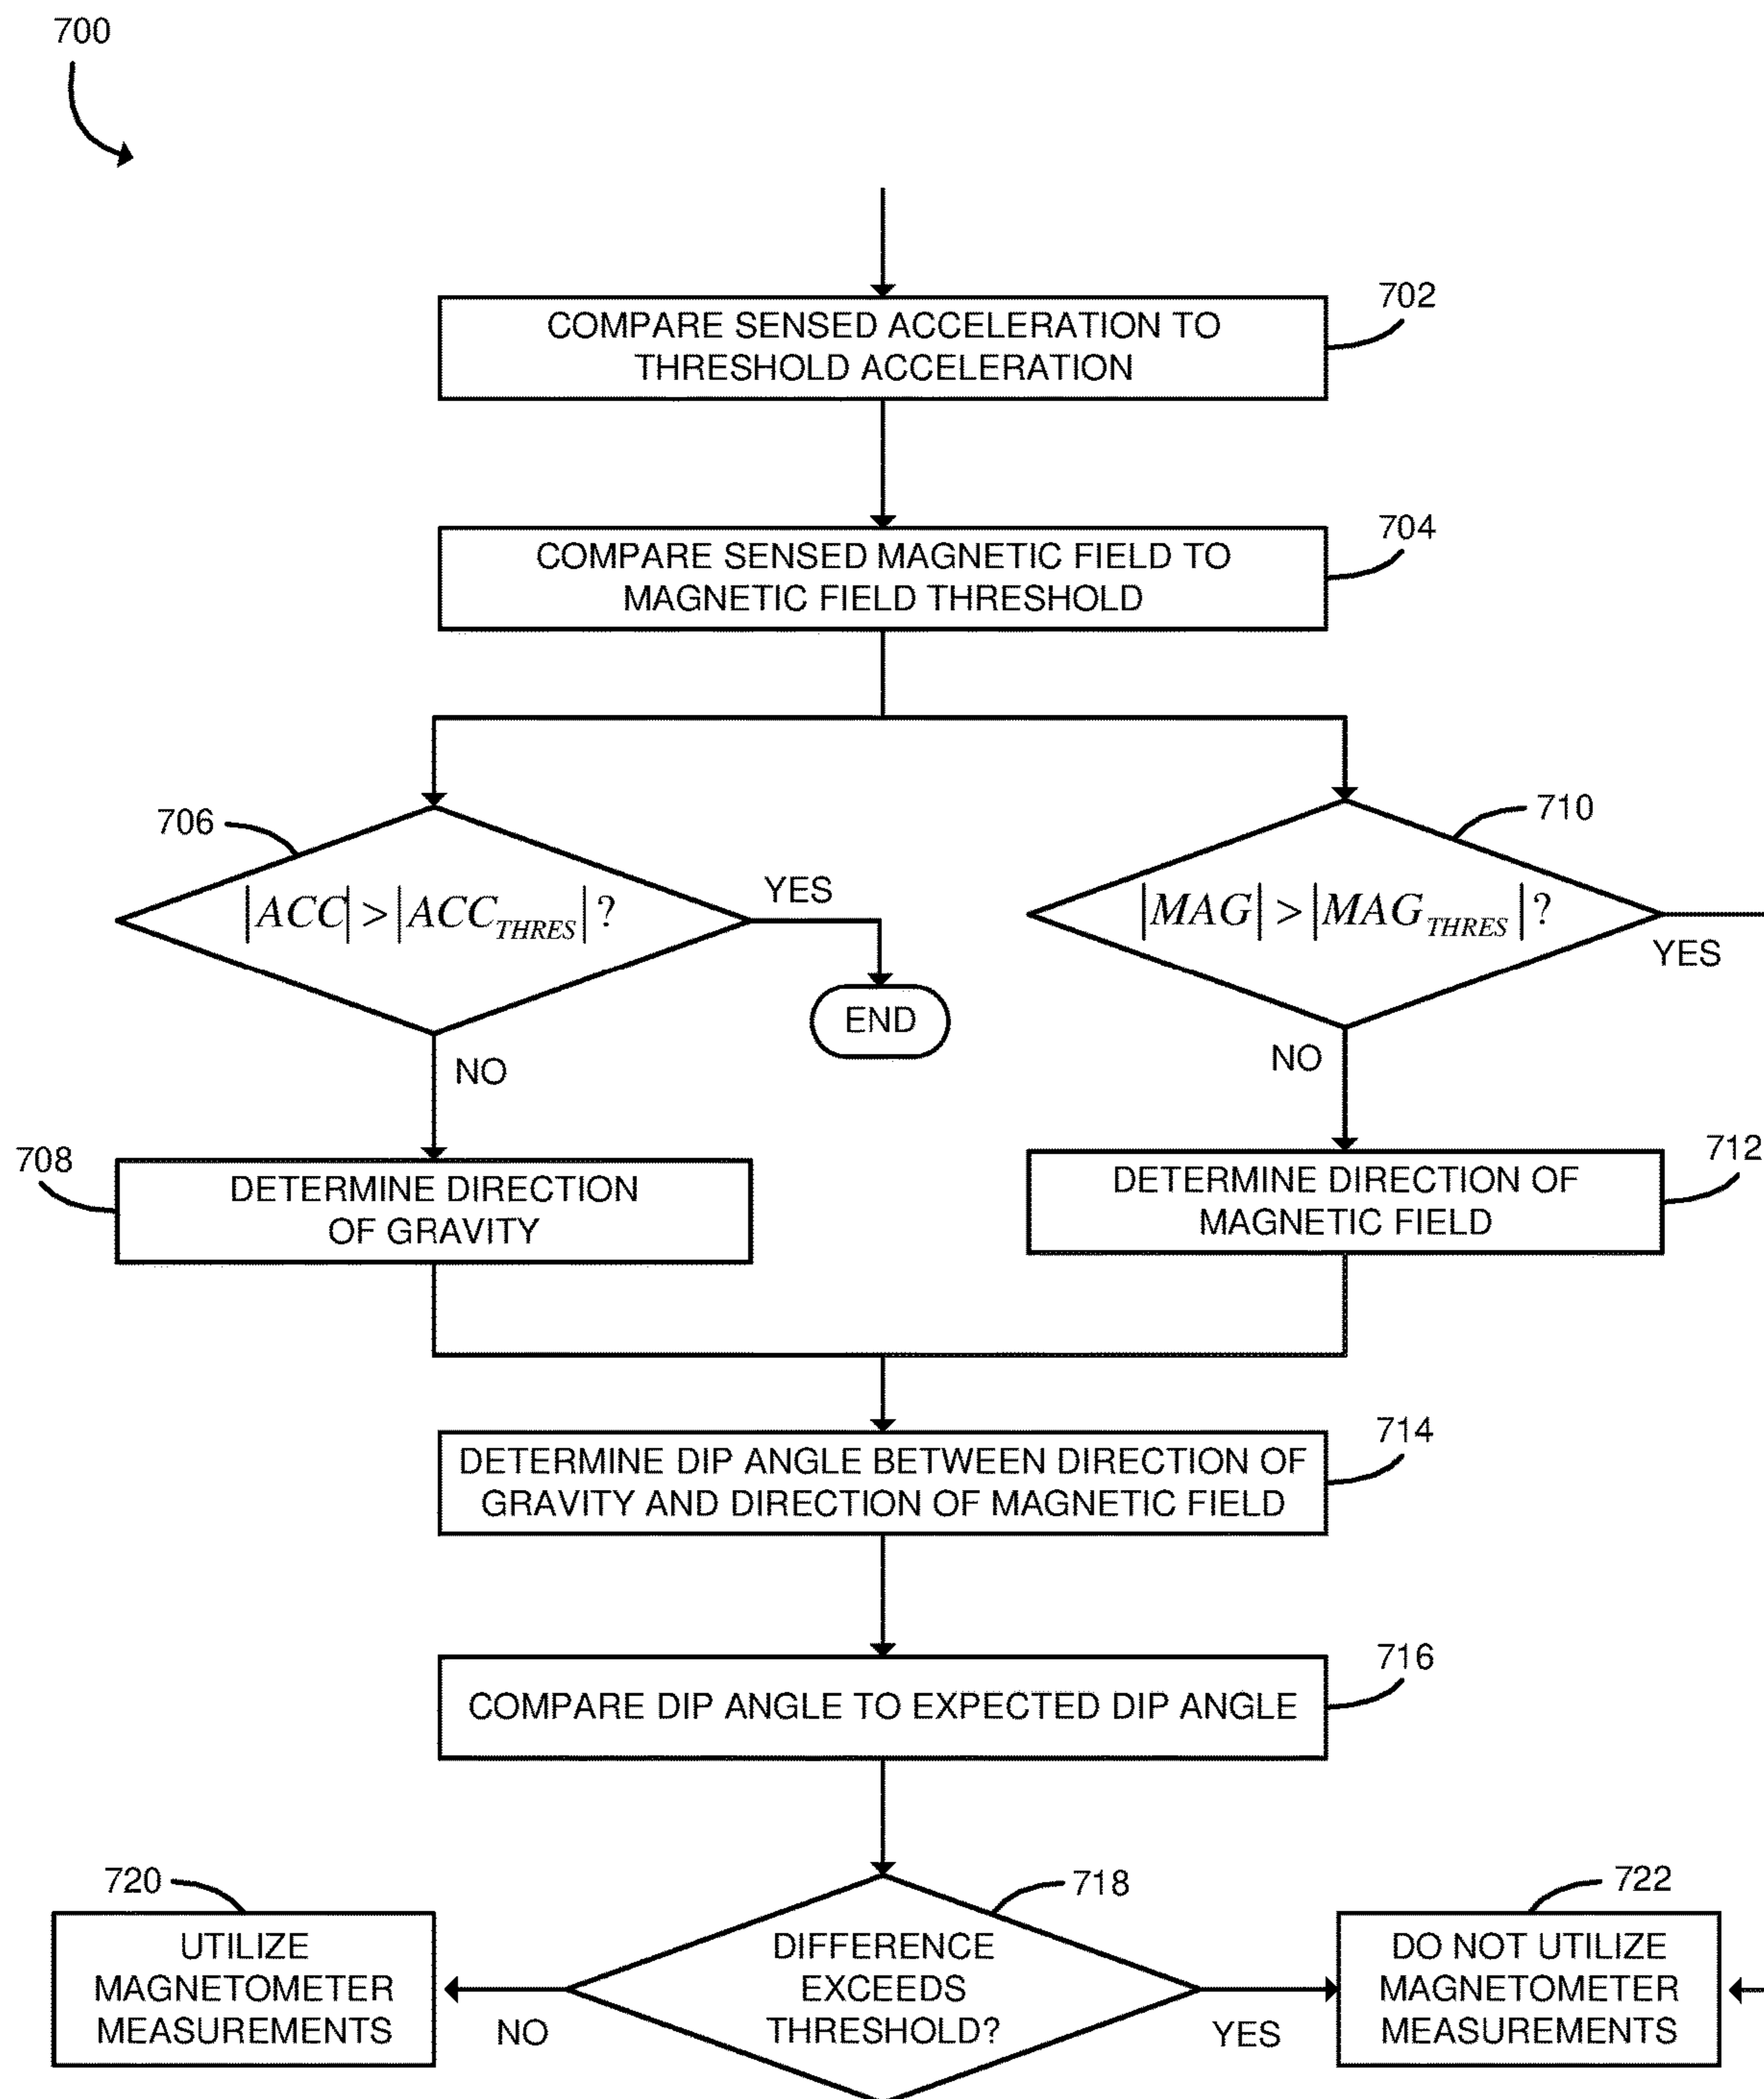 700
702
COMPARE SENSED ACCELERATION TO
THRESHOLD ACCELERATION
704
COMPARE SENSED MAGNETIC FIELD TO
MAGNETIC FIELD THRESHOLD
706
|ACC| > |ACC_THRES| ?
YES
END
NO
710
|MAG| > |MAG_THRES| ?
YES
NO
708
DETERMINE DIRECTION
OF GRAVITY
712
DETERMINE DIRECTION OF
MAGNETIC FIELD
714
DETERMINE DIP ANGLE BETWEEN DIRECTION OF
GRAVITY AND DIRECTION OF MAGNETIC FIELD
716
COMPARE DIP ANGLE TO EXPECTED DIP ANGLE
720
UTILIZE
MAGNETOMETER
MEASUREMENTS
NO
718
DIFFERENCE
EXCEEDS
THRESHOLD?
YES
722
DO NOT UTILIZE
MAGNETOMETER
MEASUREMENTS